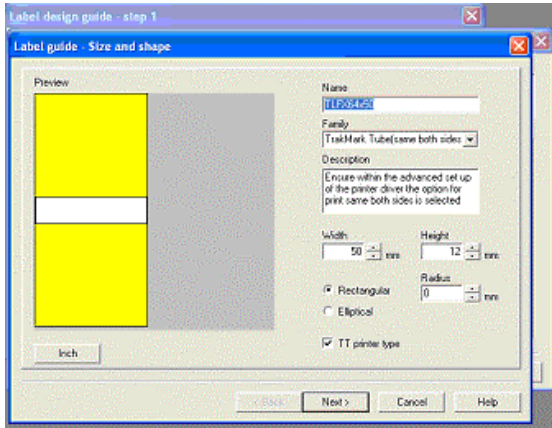 Label design guide - step 1
Label guide - Size and shape
Preview
Name
TLFX64x50
Family
TrakMark Tube(same both sides
Description
Ensure within the advanced set up
of the printer driver the option for
print same both sides is selected
Width
Height
50 mm
12 mm
Radius
Rectangular
0 mm
Elliptical
TT printer type
Inch
< Back
Next >
Cancel
Help